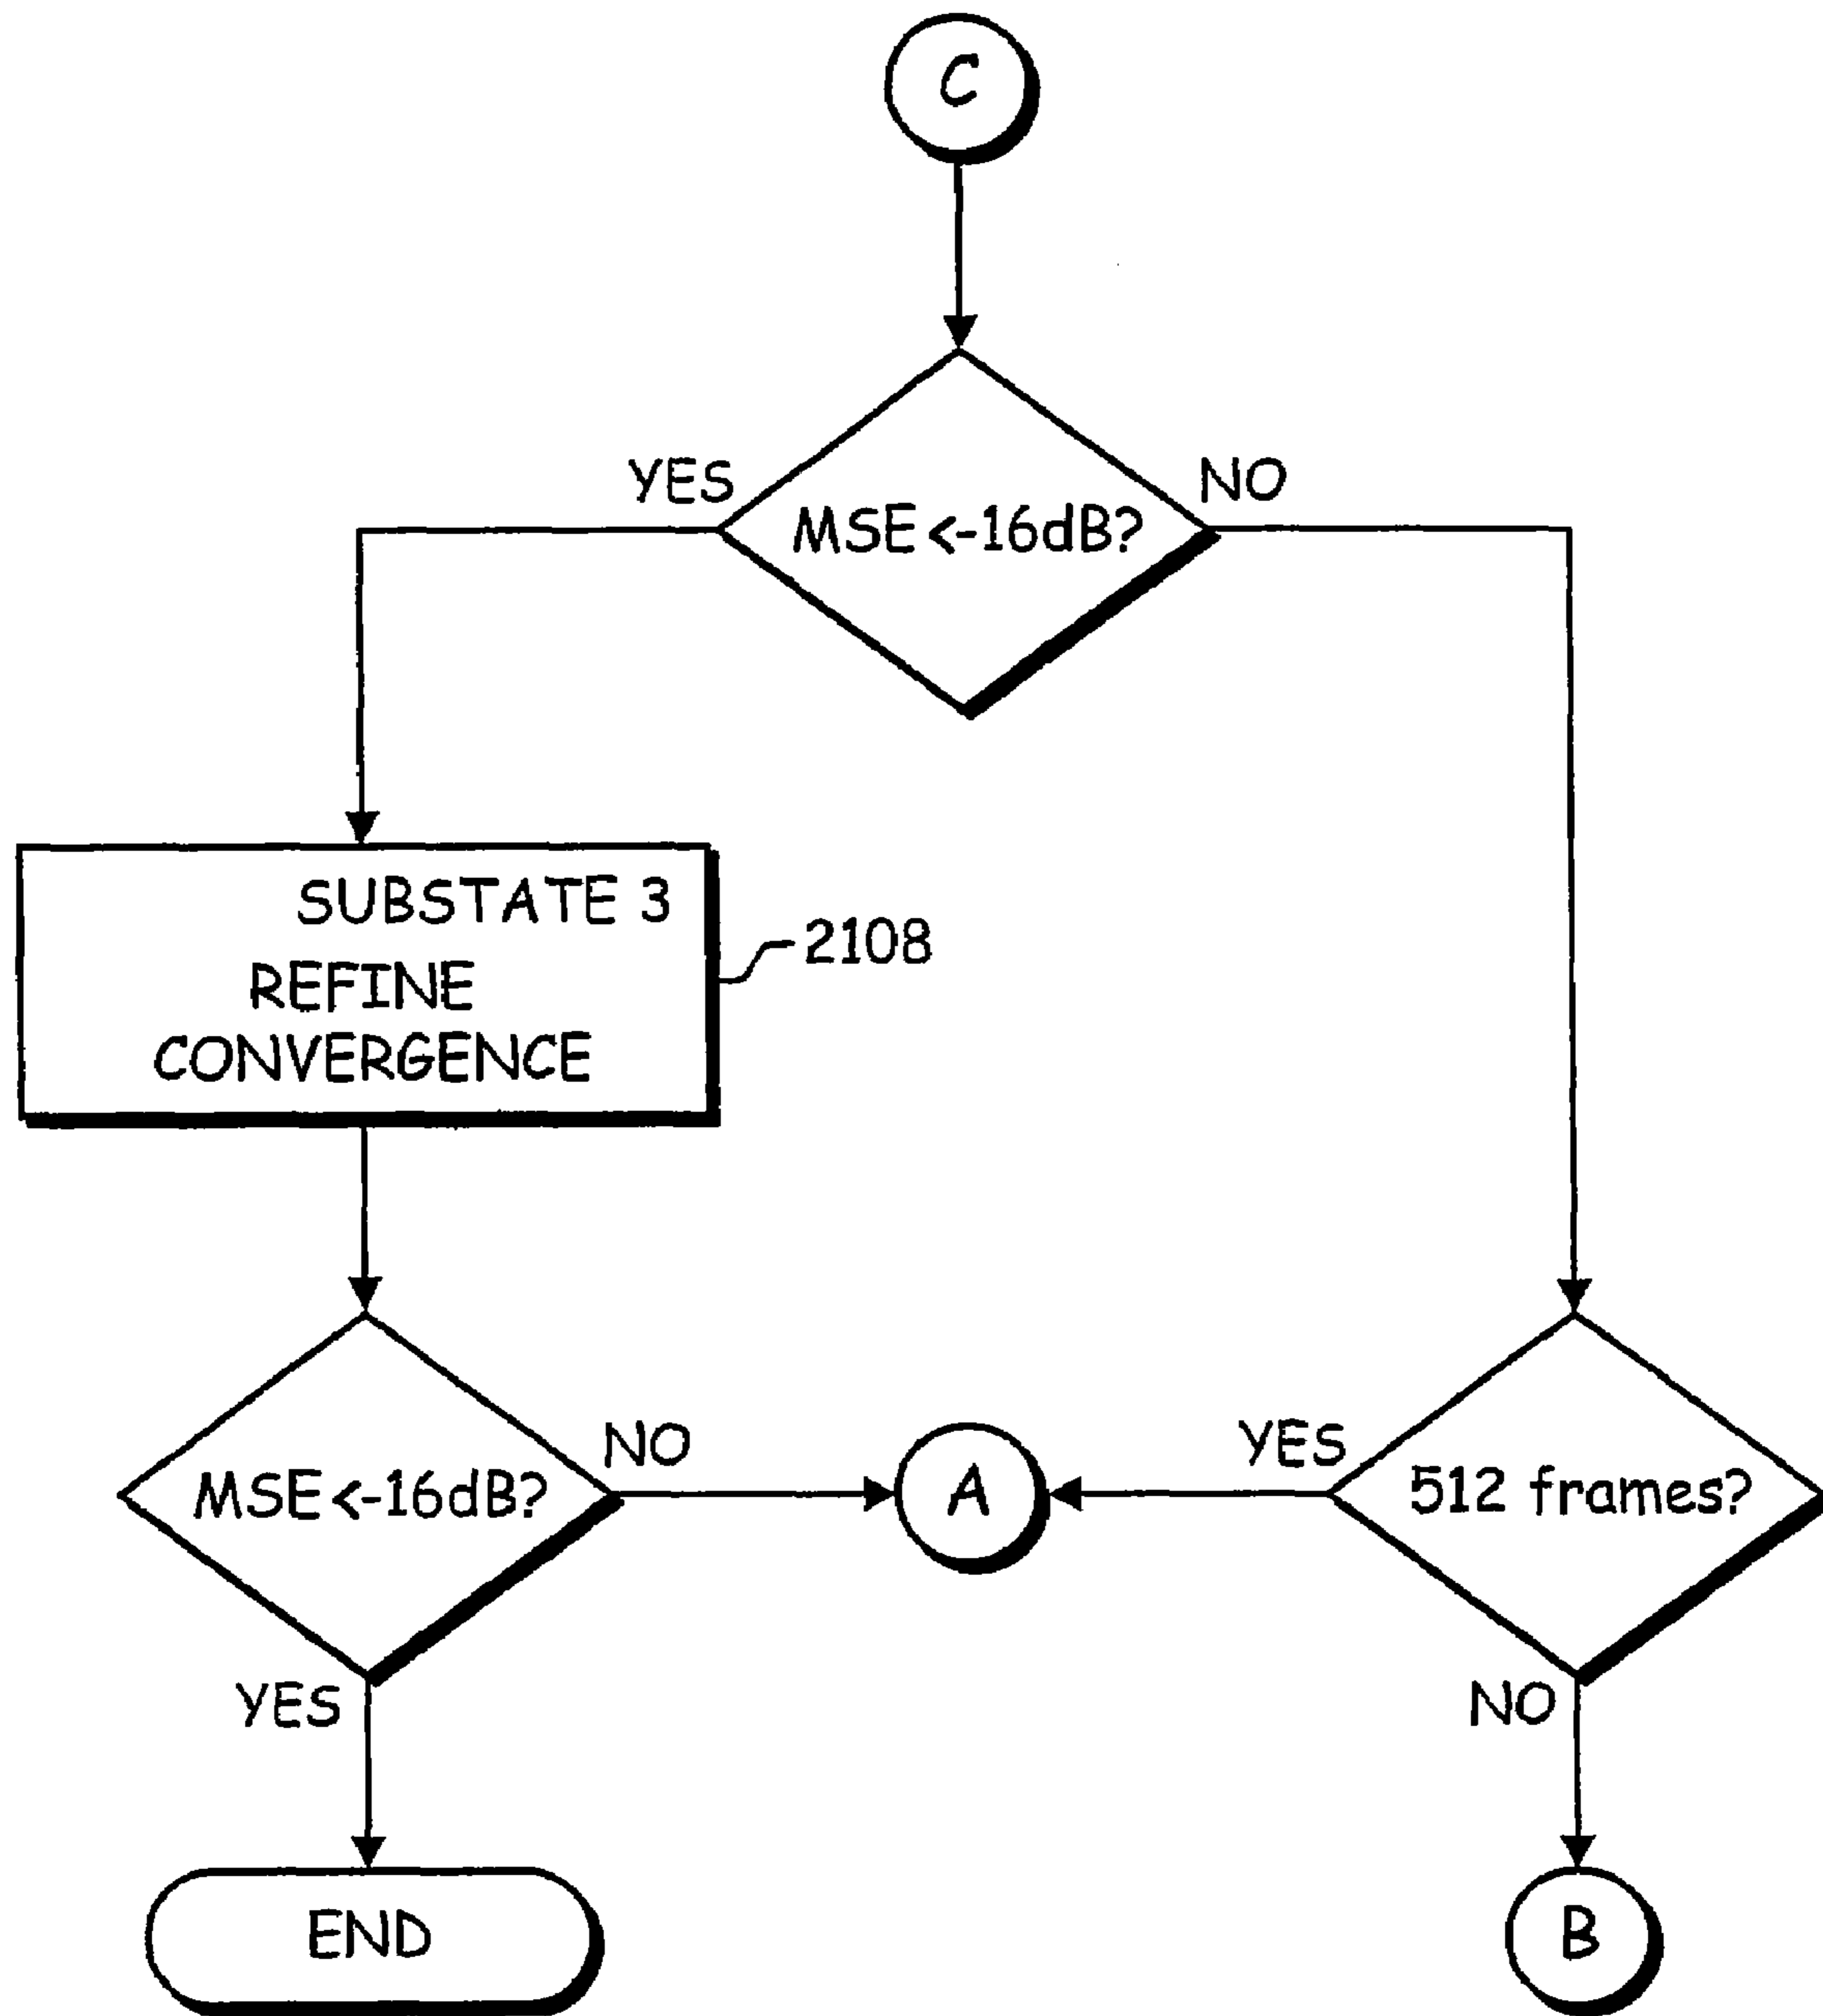 C
YES
NO
MSE<-16dB?
SUBSTATE 3
REFINE
CONVERGENCE
2108
NO
YES
MSE<-16dB?
A
512 frames?
YES
NO
END
B